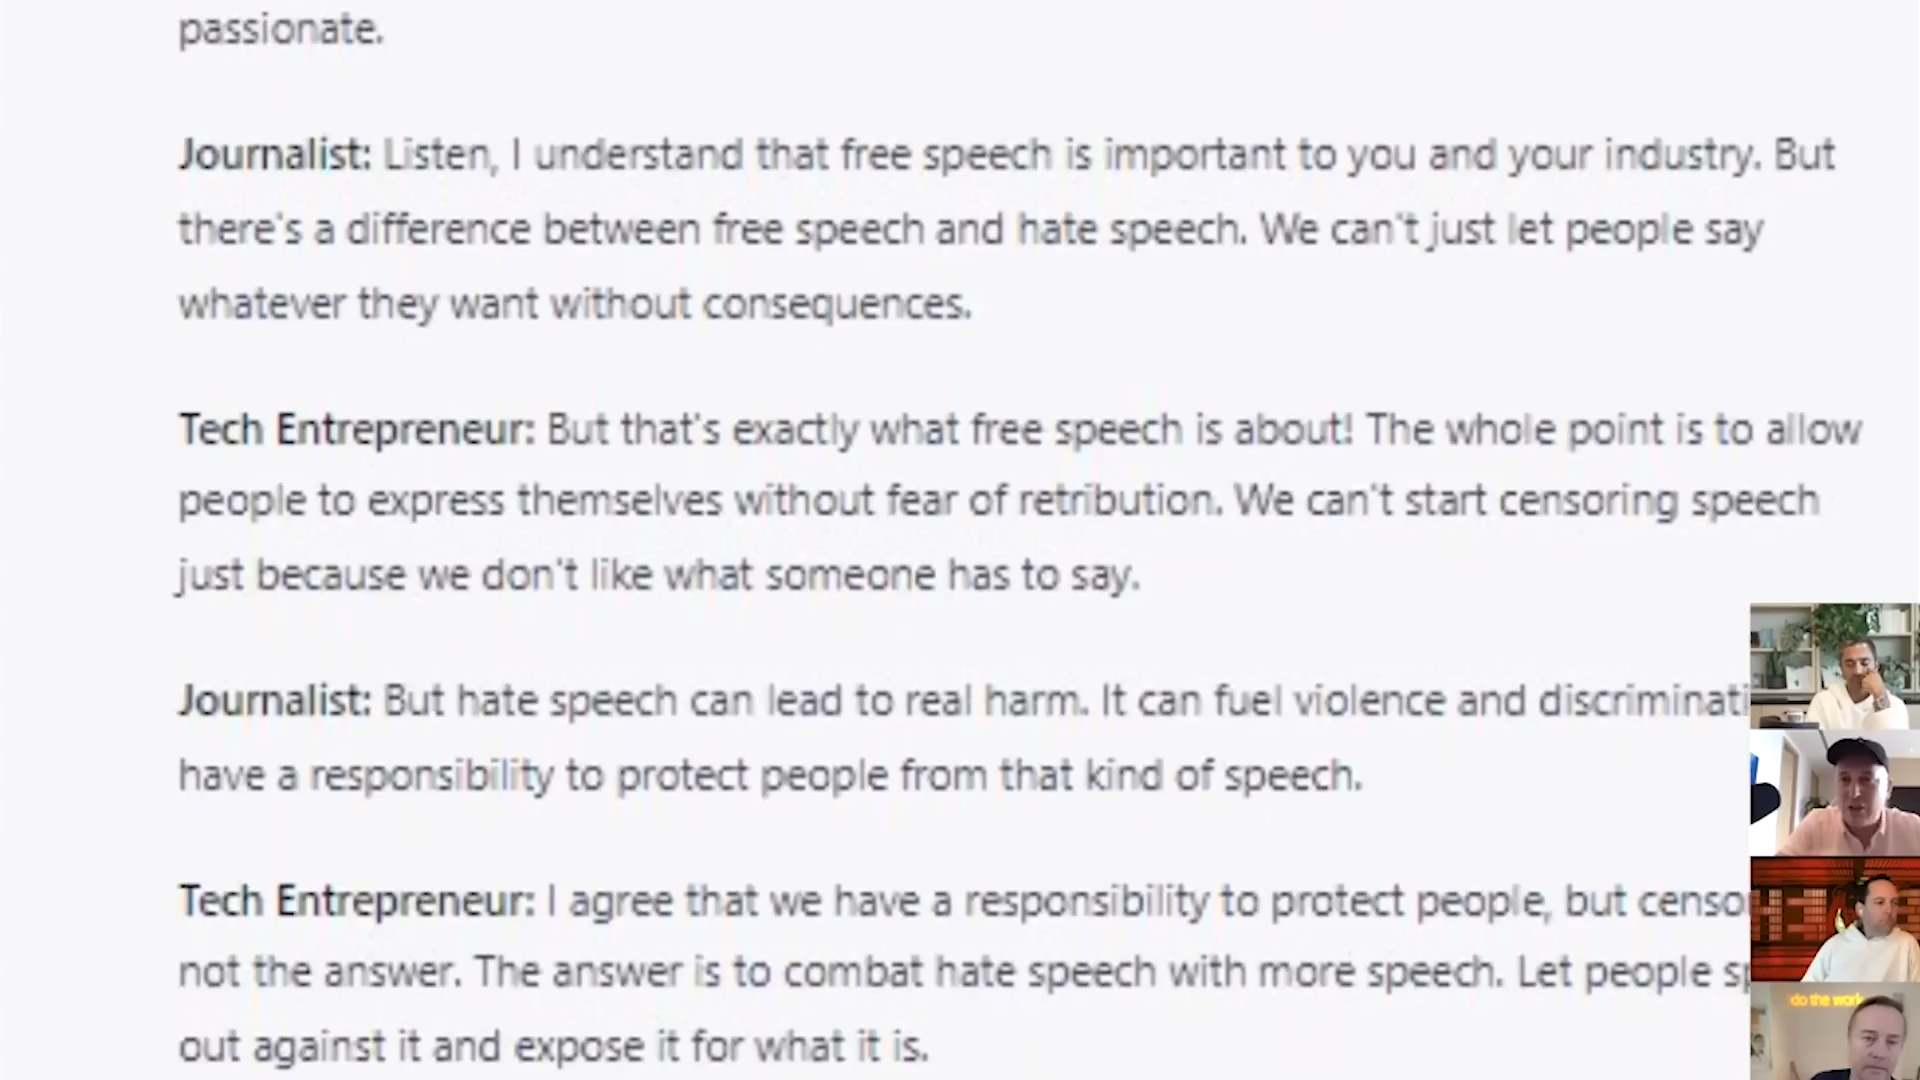 passionate.
Journalist: Listen, I understand that free speech is important to you and your industry. But
there's a difference between free speech and hate speech. We can't just let people say
whatever they want without consequences.
Tech Entrepreneur: But that's exactly what free speech is about! The whole point is to allow
people to express themselves without fear of retribution. We can't start censoring speech
just because we don't like what someone has to say.
Journalist: But hate speech can lead to real harm. It can fuel violence and discriminati
have a responsibility to protect people from that kind of speech.
Tech Entrepreneur: I agree that we have a responsibility to protect people, but censo
not the answer. The answer is to combat hate speech with more speech. Let people sp
out against it and expose it for what it is.
do the work